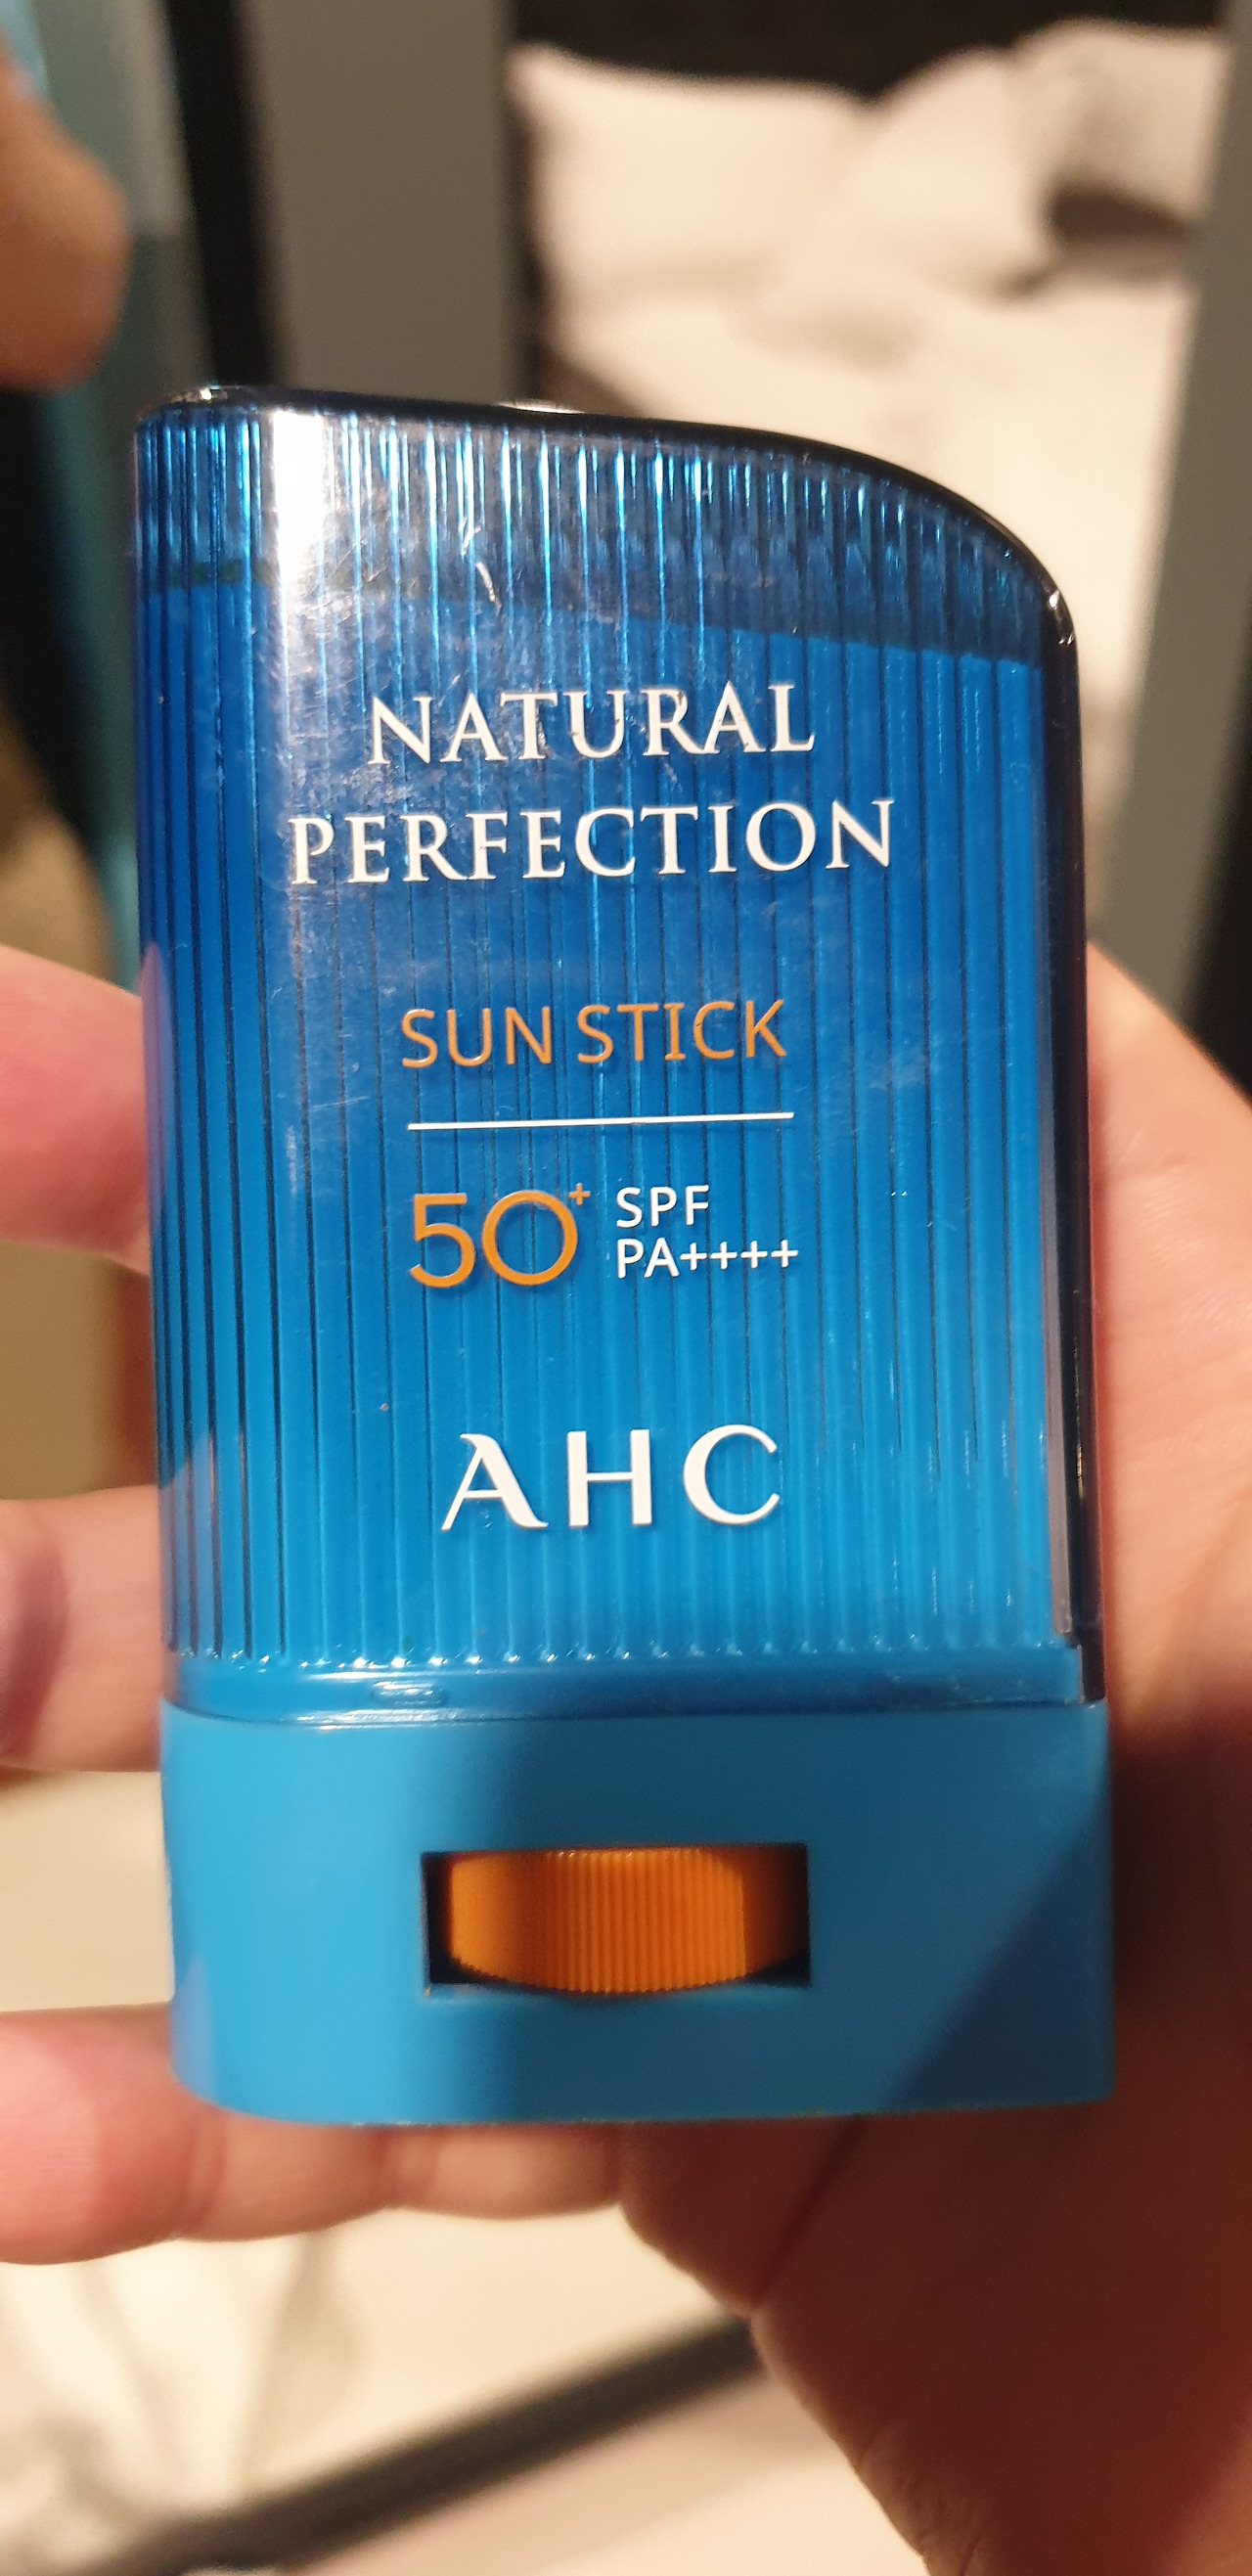 NATURAL
PERFECTION
SUN STICK
50+ SPF
PA++++
AHC